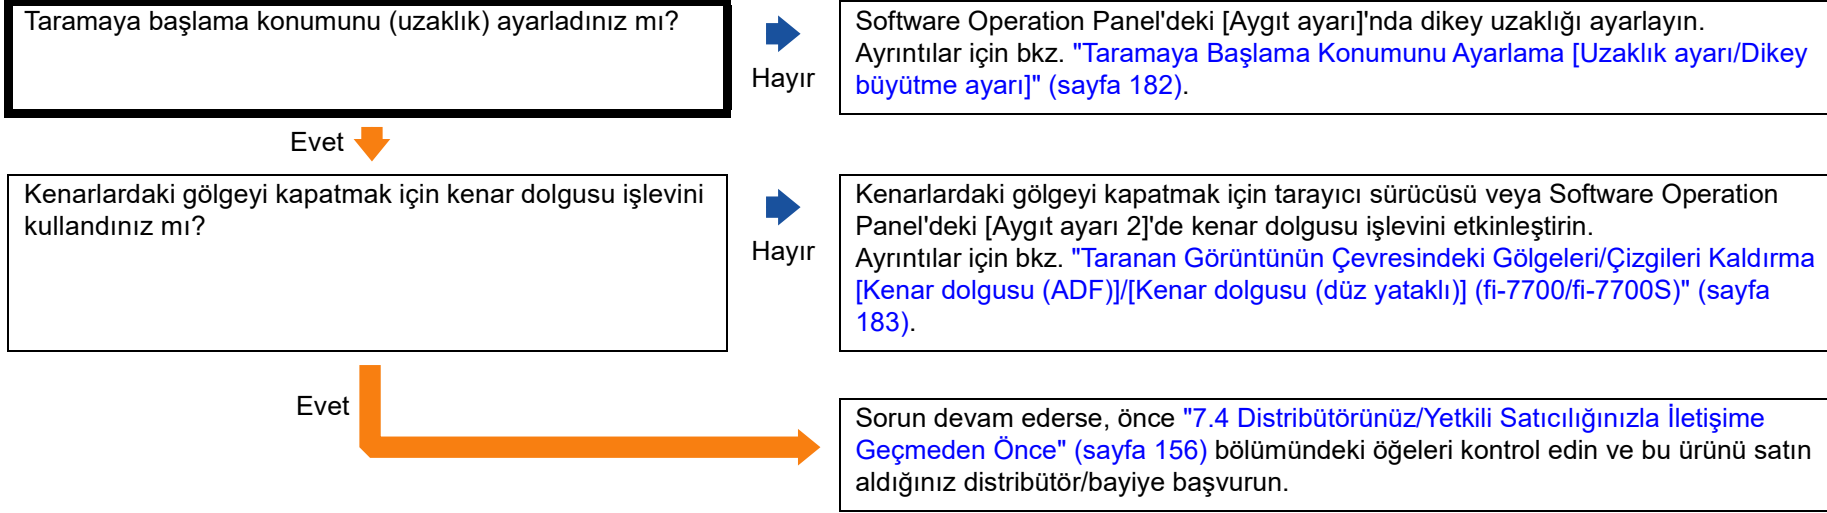 Taramaya başlama konumunu (uzaklık) ayarladınız mı?
Hayır
Software Operation Panel'deki [Aygıt ayarı]'nda dikey uzaklığı ayarlayın.
Ayrıntılar için bkz. "Taramaya Başlama Konumunu Ayarlama [Uzaklık ayarı/Dikey
büyütme ayarı]" (sayfa 182).
Evet
Kenarlardaki gölgeyi kapatmak için kenar dolgusu işlevini
kullandınız mı?
Hayır
Kenarlardaki gölgeyi kapatmak için tarayıcı sürücüsü veya Software Operation
Panel'deki [Aygıt ayarı 2]'de kenar dolgusu işlevini etkinleştirin.
Ayrıntılar için bkz. "Taranan Görüntünün Çevresindeki Gölgeleri/Çizgileri Kaldırma
[Kenar dolgusu (ADF)]/[Kenar dolgusu (düz yataklı)] (fi-7700/fi-7700S)" (sayfa
183).
Evet
Sorun devam ederse, önce "7.4 Distribütörünüz/Yetkili Satıcılığınızla İletişime
Geçmeden Önce" (sayfa 156) bölümündeki öğeleri kontrol edin ve bu ürünü satın
aldığınız distribütör/bayiye başvurun.